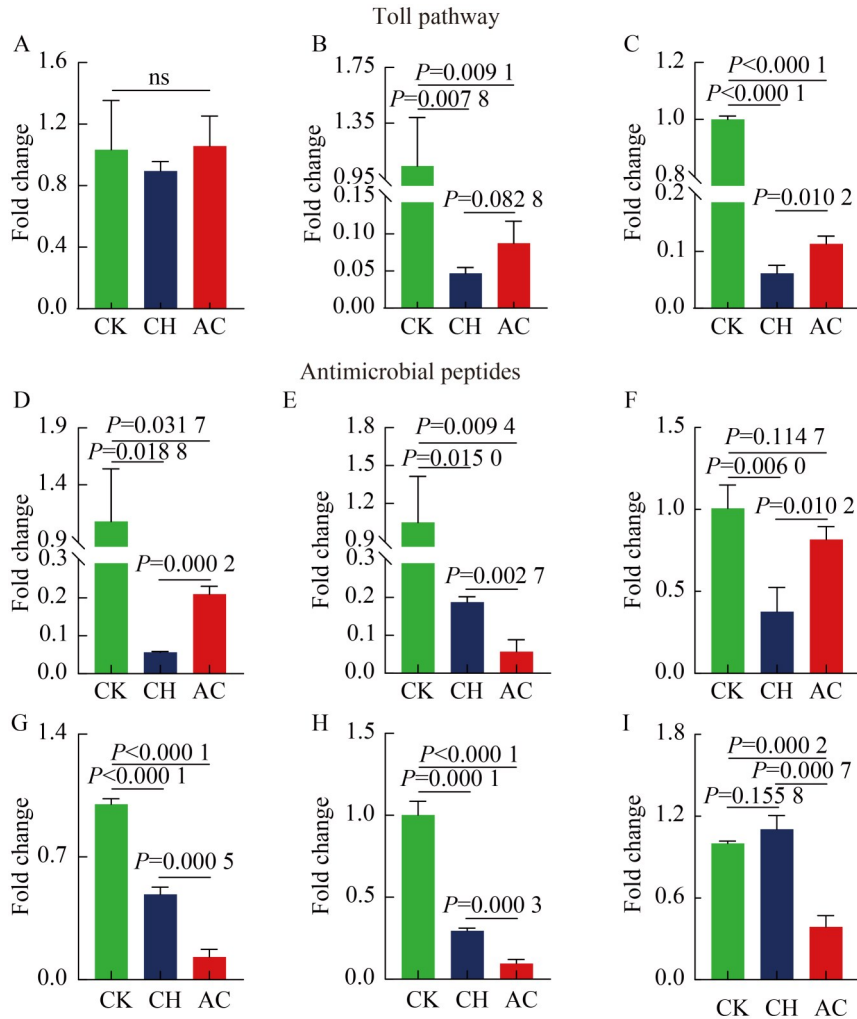 Toll pathway
A
Fold change
1.6
1.2
0.8
0.4
0.0
ns
CK CH AC
B
Fold change
1.75
1.35
0.95
0.15
0.10
0.05
0.00
P=0.009 1
P=0.007 8
P=0.082 8
CK CH AC
C
Fold change
1.2
1.0
0.8
0.2
0.1
0.0
P<0.000 1
P<0.000 1
P=0.010 2
CK CH AC
Antimicrobial peptides
D
Fold change
1.9
1.4
0.9
0.3
0.2
0.1
0.0
P=0.031 7
P=0.018 8
P=0.000 2
CK CH AC
E
Fold change
1.8
1.5
1.2
0.9
0.3
0.2
0.1
0.0
P=0.009 4
P=0.015 0
P=0.002 7
CK CH AC
F
Fold change
1.5
1.0
0.5
0.0
P=0.114 7
P=0.006 0
P=0.010 2
CK CH AC
G
Fold change
1.4
0.7
0.0
P<0.000 1
P<0.000 1
P=0.000 5
CK CH AC
H
Fold change
1.5
1.0
0.5
0.0
P<0.000 1
P=0.000 1
P=0.000 3
CK CH AC
I
Fold change
1.8
1.2
0.6
0.0
P=0.000 2
P=0.000 7
P=0.155 8
CK CH AC